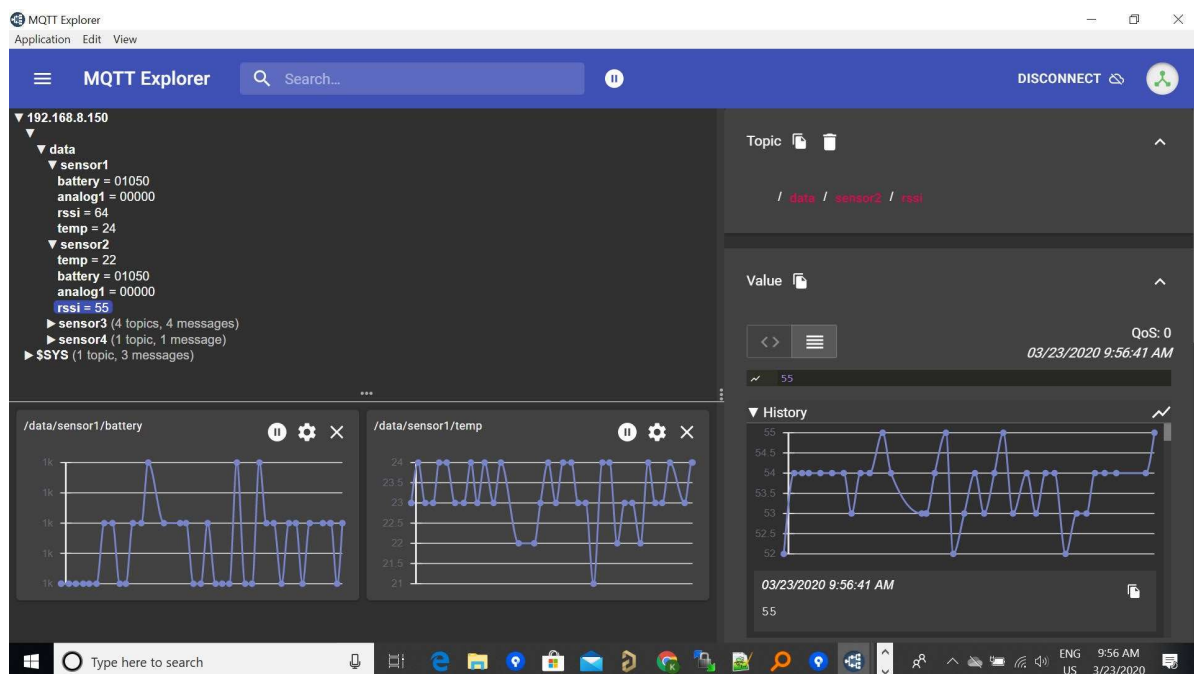 MQTT Explorer
Application Edit View
MQTT Explorer
Search...
DISCONNECT
▼ 192.168.8.150
▼
▼ data
▼ sensor1
battery = 01050
analog1 = 00000
rssi = 64
temp = 24
▼ sensor2
temp = 22
battery = 01050
analog1 = 00000
rssi = 55
▶ sensor3 (4 topics, 4 messages)
▶ sensor4 (1 topic, 1 message)
▶ $SYS (1 topic, 3 messages)
Topic
/ data / sensor2 / rssi
Value
QoS: 0
03/23/2020 9:56:41 AM
55
▼ History
55
54.5
54
53.5
53
52.5
52
03/23/2020 9:56:41 AM
55
/data/sensor1/battery
1k
1k
1k
1k
1k
/data/sensor1/temp
24
23.5
23
22.5
22
21.5
21
Type here to search
ENG
US
9:56 AM
3/23/2020